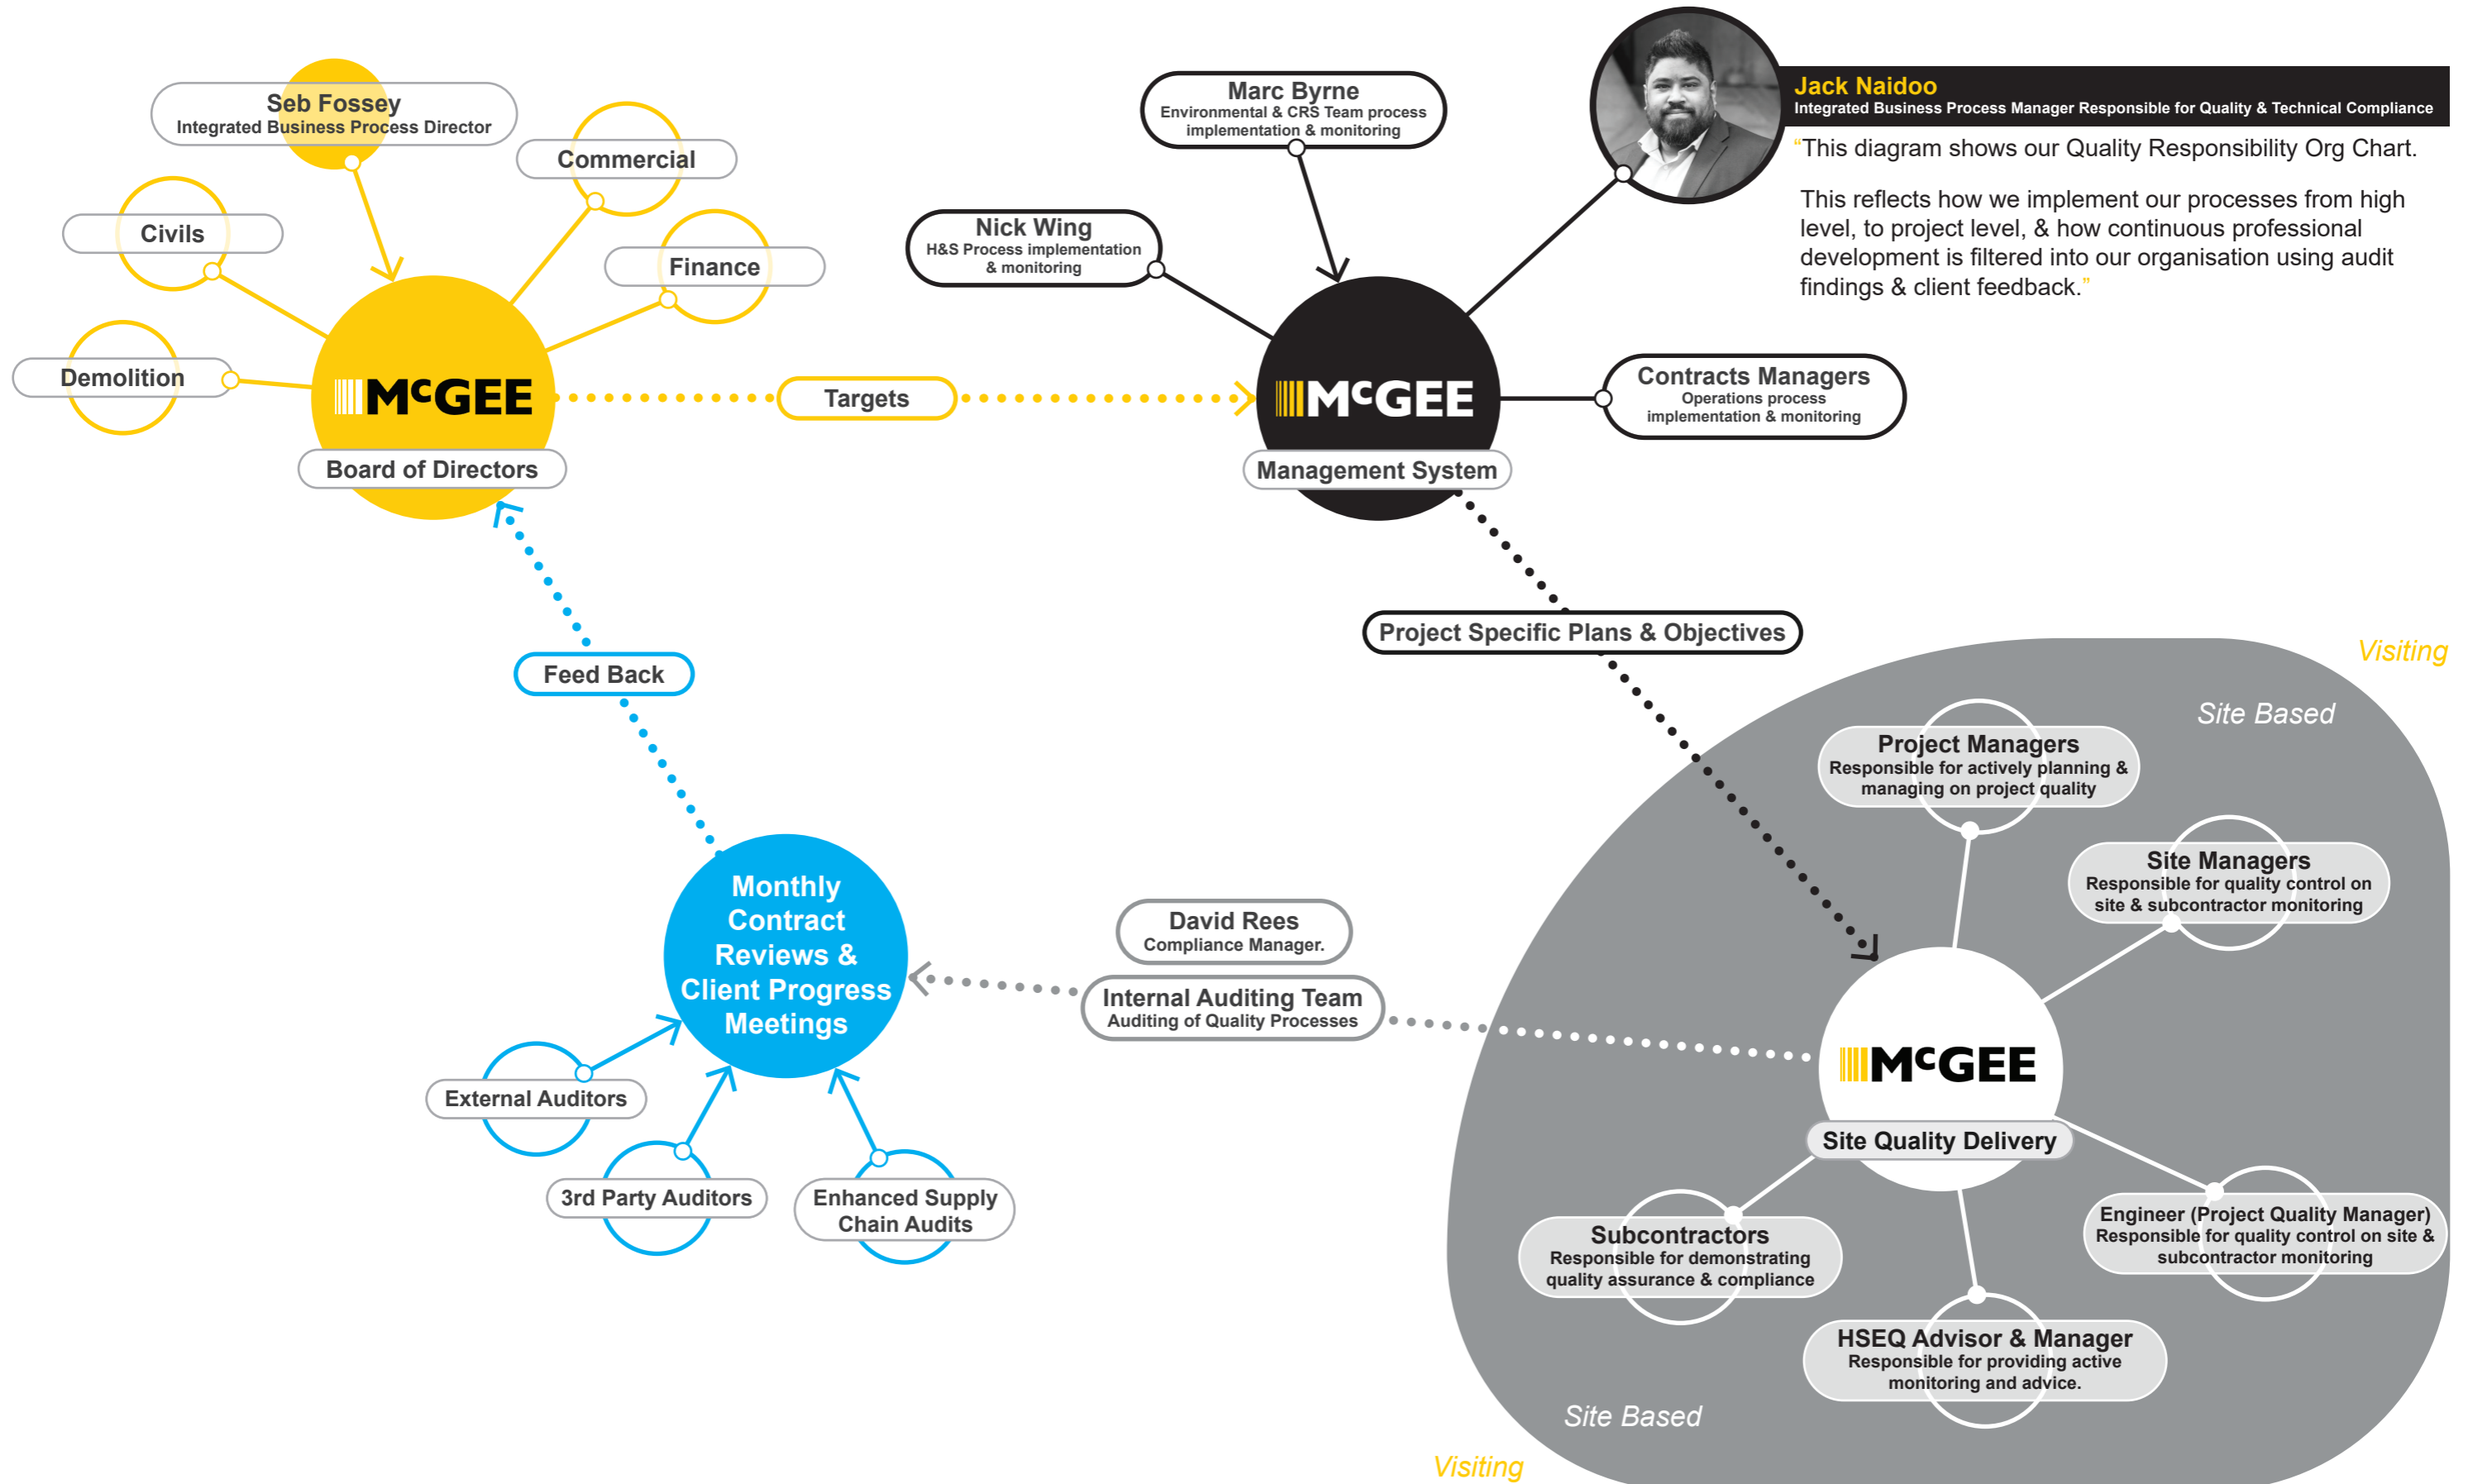 Seb Fossey
Integrated Business Process Director
Commercial
Civils
Finance
Demolition
McGEE
Board of Directors
Targets
Marc Byrne
Environmental & CRS Team process
implementation & monitoring
Nick Wing
H&S Process implementation
& monitoring
Jack Naidoo
Integrated Business Process Manager Responsible for Quality & Technical Compliance
“This diagram shows our Quality Responsibility Org Chart.
This reflects how we implement our processes from high
level, to project level, & how continuous professional
development is filtered into our organisation using audit
findings & client feedback.”
McGEE
Management System
Contracts Managers
Operations process
implementation & monitoring
Project Specific Plans & Objectives
Feed Back
Monthly
Contract
Reviews &
Client Progress
Meetings
External Auditors
3rd Party Auditors
Enhanced Supply
Chain Audits
David Rees
Compliance Manager.
Internal Auditing Team
Auditing of Quality Processes
Visiting
Site Based
Project Managers
Responsible for actively planning &
managing on project quality
Site Managers
Responsible for quality control on
site & subcontractor monitoring
McGEE
Site Quality Delivery
Engineer (Project Quality Manager)
Responsible for quality control on site &
subcontractor monitoring
Subcontractors
Responsible for demonstrating
quality assurance & compliance
HSEQ Advisor & Manager
Responsible for providing active
monitoring and advice.
Site Based
Visiting